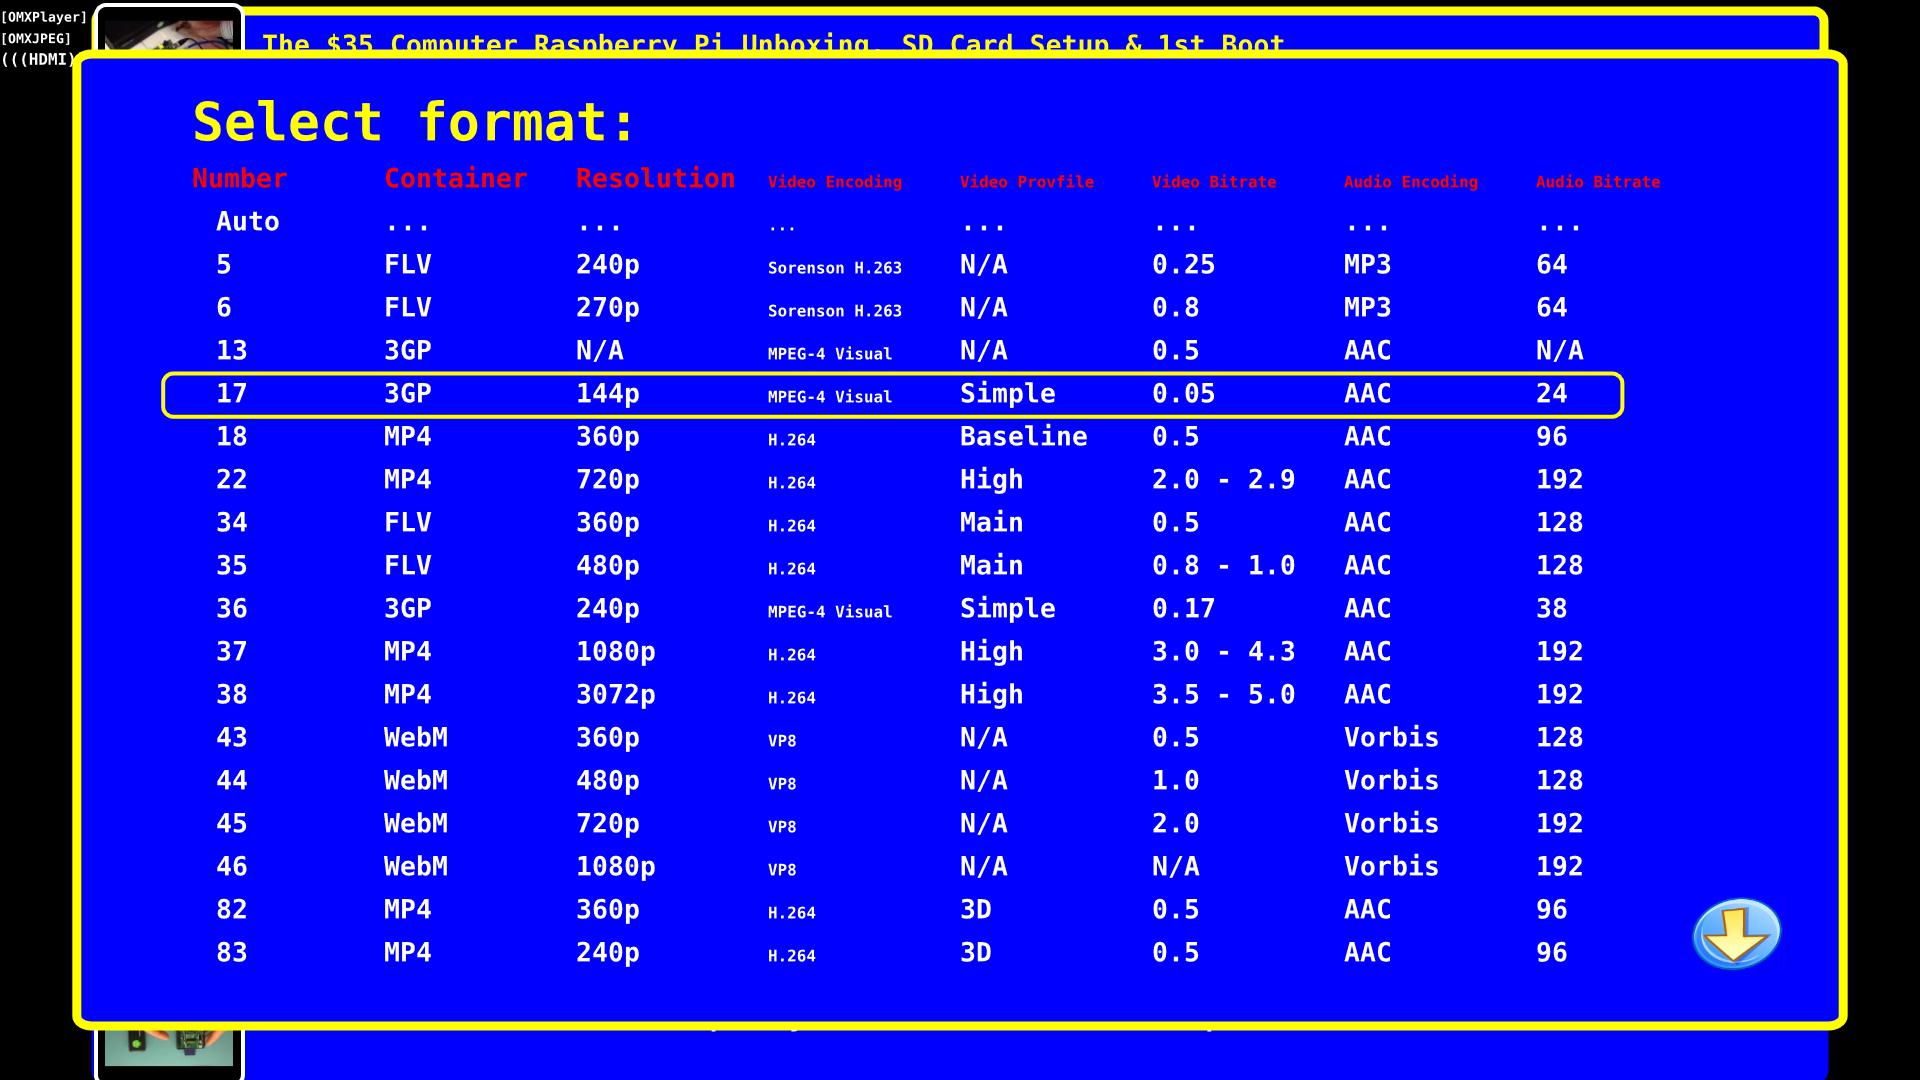 [OMXPlayer]
[OMXJPEG]
(((HDMI)
The $35 Computer Raspberry Pi Unboxing, SD Card Setup & 1st Boot
Select format:
Number Container Resolution Video Encoding Video Provfile Video Bitrate Audio Encoding Audio Bitrate
Auto ... ... ... ... ... ... ...
5 FLV 240p Sorenson H.263 N/A 0.25 MP3 64
6 FLV 270p Sorenson H.263 N/A 0.8 MP3 64
13 3GP N/A MPEG-4 Visual N/A 0.5 AAC N/A
17 3GP 144p MPEG-4 Visual Simple 0.05 AAC 24
18 MP4 360p H.264 Baseline 0.5 AAC 96
22 MP4 720p H.264 High 2.0 - 2.9 AAC 192
34 FLV 360p H.264 Main 0.5 AAC 128
35 FLV 480p H.264 Main 0.8 - 1.0 AAC 128
36 3GP 240p MPEG-4 Visual Simple 0.17 AAC 38
37 MP4 1080p H.264 High 3.0 - 4.3 AAC 192
38 MP4 3072p H.264 High 3.5 - 5.0 AAC 192
43 WebM 360p VP8 N/A 0.5 Vorbis 128
44 WebM 480p VP8 N/A 1.0 Vorbis 128
45 WebM 720p VP8 N/A 2.0 Vorbis 192
46 WebM 1080p VP8 N/A N/A Vorbis 192
82 MP4 360p H.264 3D 0.5 AAC 96
83 MP4 240p H.264 3D 0.5 AAC 96